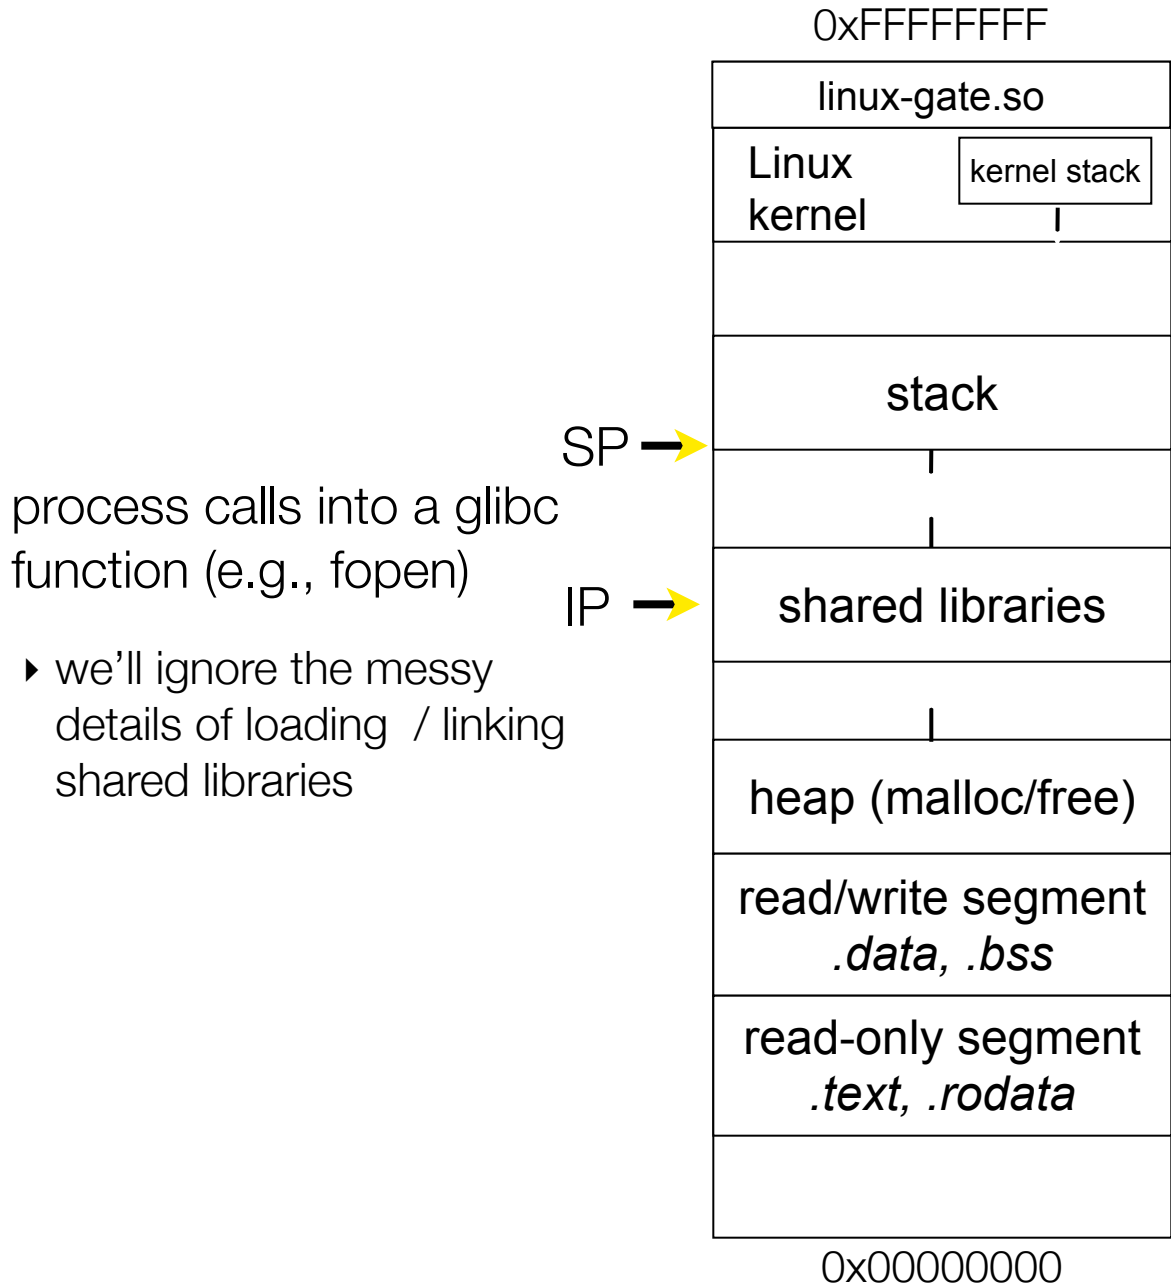 0xFFFFFFFF
linux-gate.so
Linux
kernel
kernel stack
stack
SP
process calls into a glibc
function (e.g., fopen)
IP
shared libraries
‣ we’ll ignore the messy
details of loading / linking
shared libraries
heap (malloc/free)
read/write segment
.data, .bss
read-only segment
.text, .rodata
0x00000000